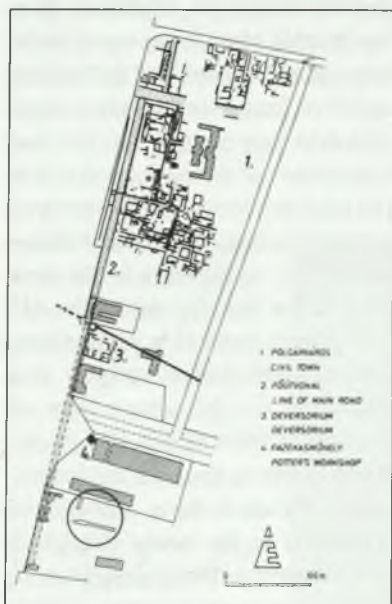 1.
2.
3.
4.
1 POLGÁRVÁROS
CIVIL TOWN
2 FŐÚTVONAL
LINE OF MAIN ROAD
3 DEVERSORIUM
DEVERSORIUM
4 FAZEKASMŰHELY
POTTER'S WORKSHOP
É
0